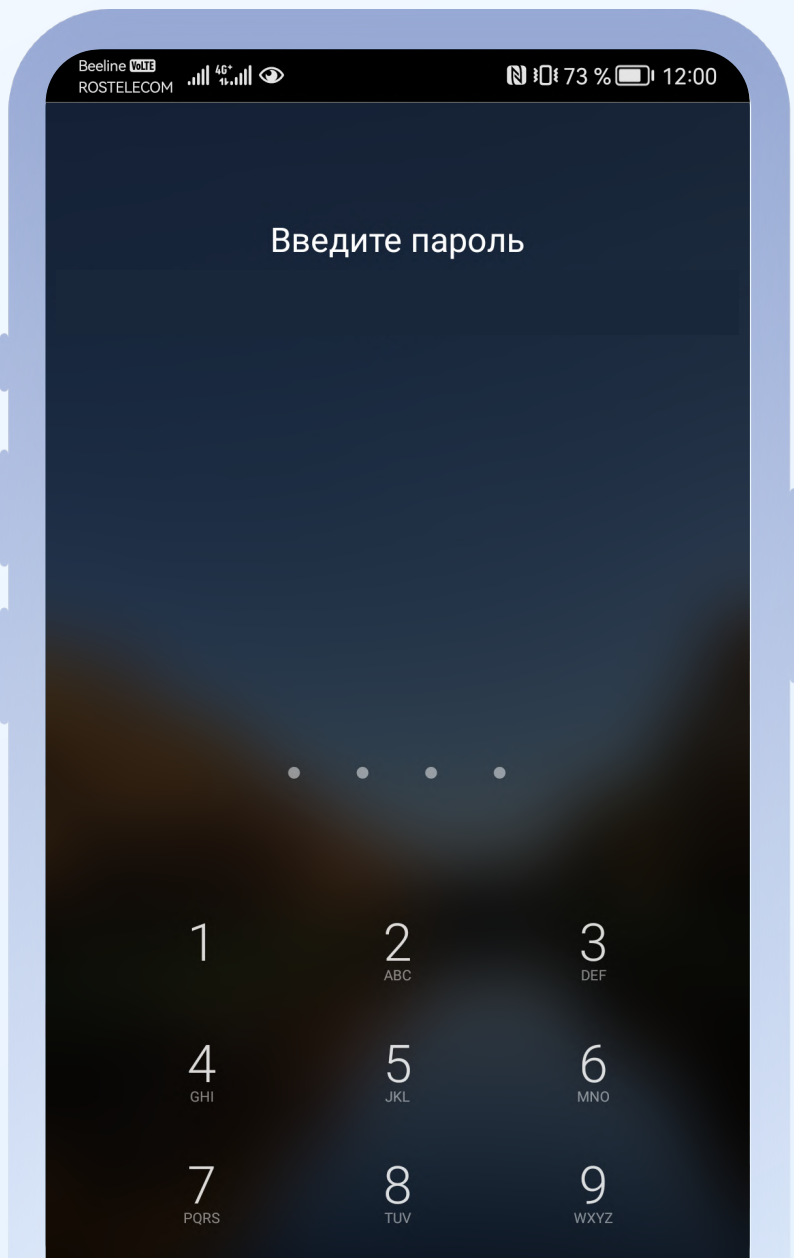 Beeline VoLTE
ROSTELECOM
4G+
73 %
12:00
Введите пароль
1
2
3
ABC
DEF
4
5
6
GHI
JKL
MNO
7
8
9
PQRS
TUV
WXYZ